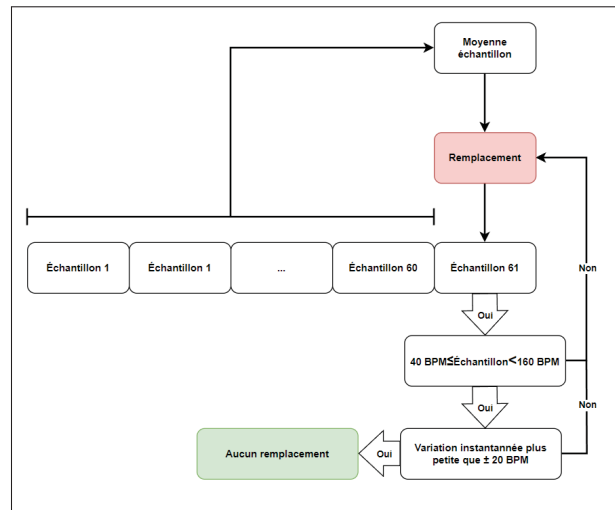 Moyenne
échantillon
Remplacement
Échantillon 1
Échantillon 1
...
Échantillon 60
Échantillon 61
Non
Oui
40 BPM≤Échantillon<160 BPM
Non
Oui
Aucun remplacement
Oui
Variation instantannée plus
petite que ± 20 BPM